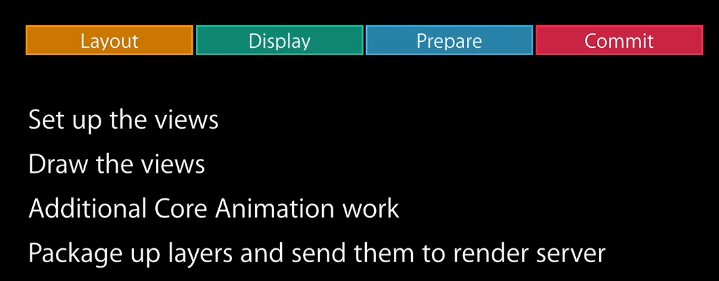 Layout Display Prepare Commit
Set up the views
Draw the views
Additional Core Animation work
Package up layers and send them to render server